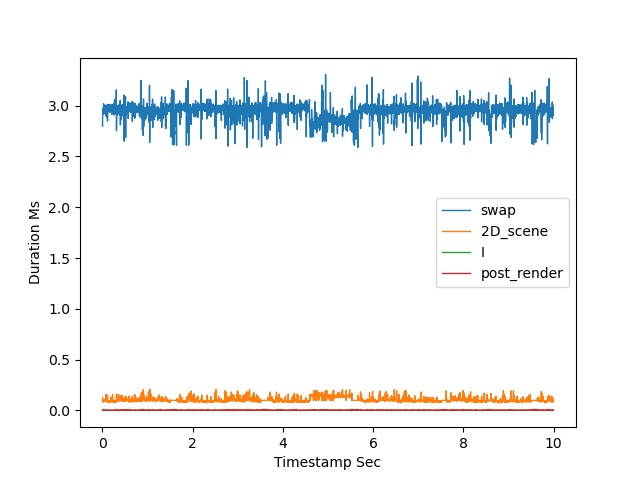 3.0
2.5
2.0
1.5
1.0
0.5
0.0
Duration Ms
swap
2D_scene
I
post_render
0 2 4 6 8 10
Timestamp Sec